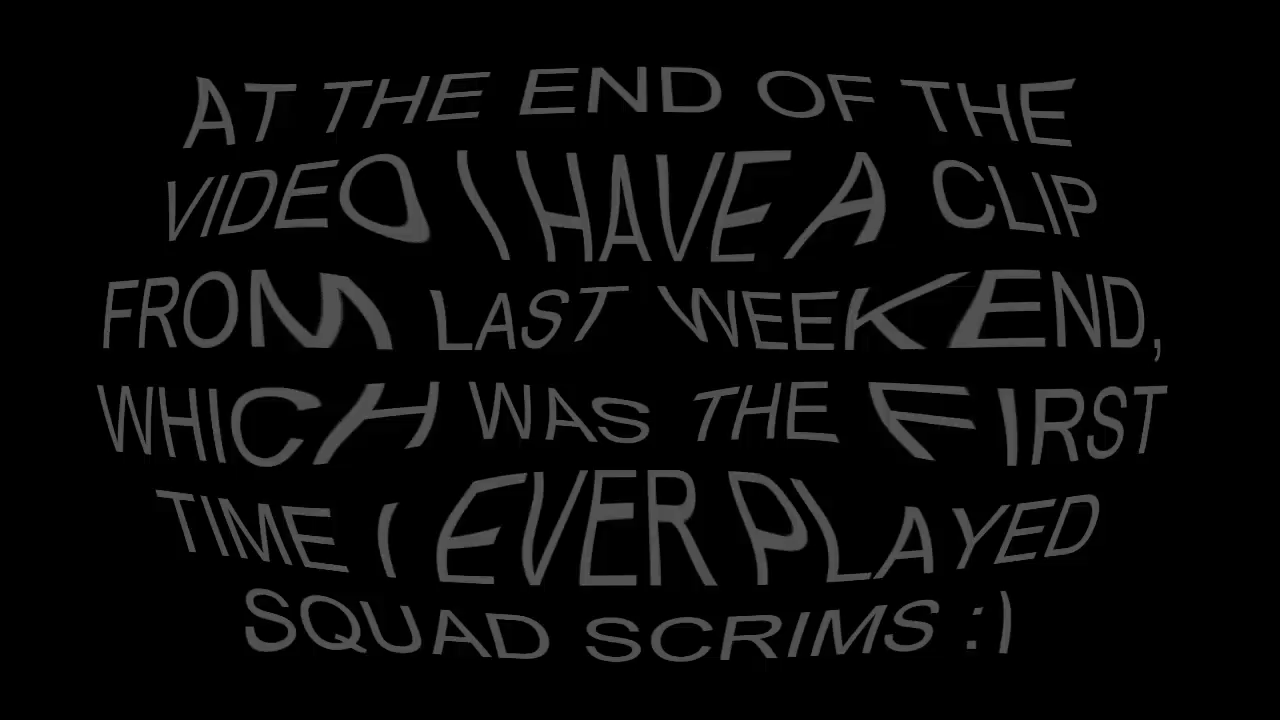 AT THE END OF THE
VIDEO I HAVE A CLIP
FROM LAST WEEKEND,
WHICH WAS THE FIRST
TIME I EVER PLAYED
SQUAD SCRIMS :)